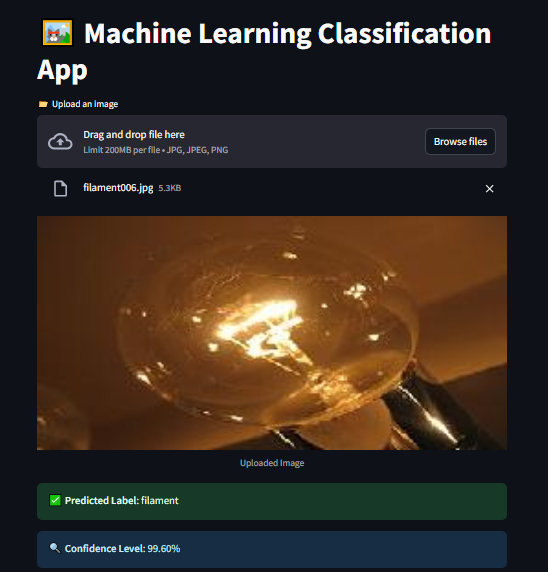 Machine Learning Classification
App
Upload an image
Drag and drop file here
Limit 200MB per file • JPG, JPEG, PNG
Browse files
filament006.jpg 5.3KB
Uploaded Image
Predicted Label: filament
Confidence Level: 99.60%